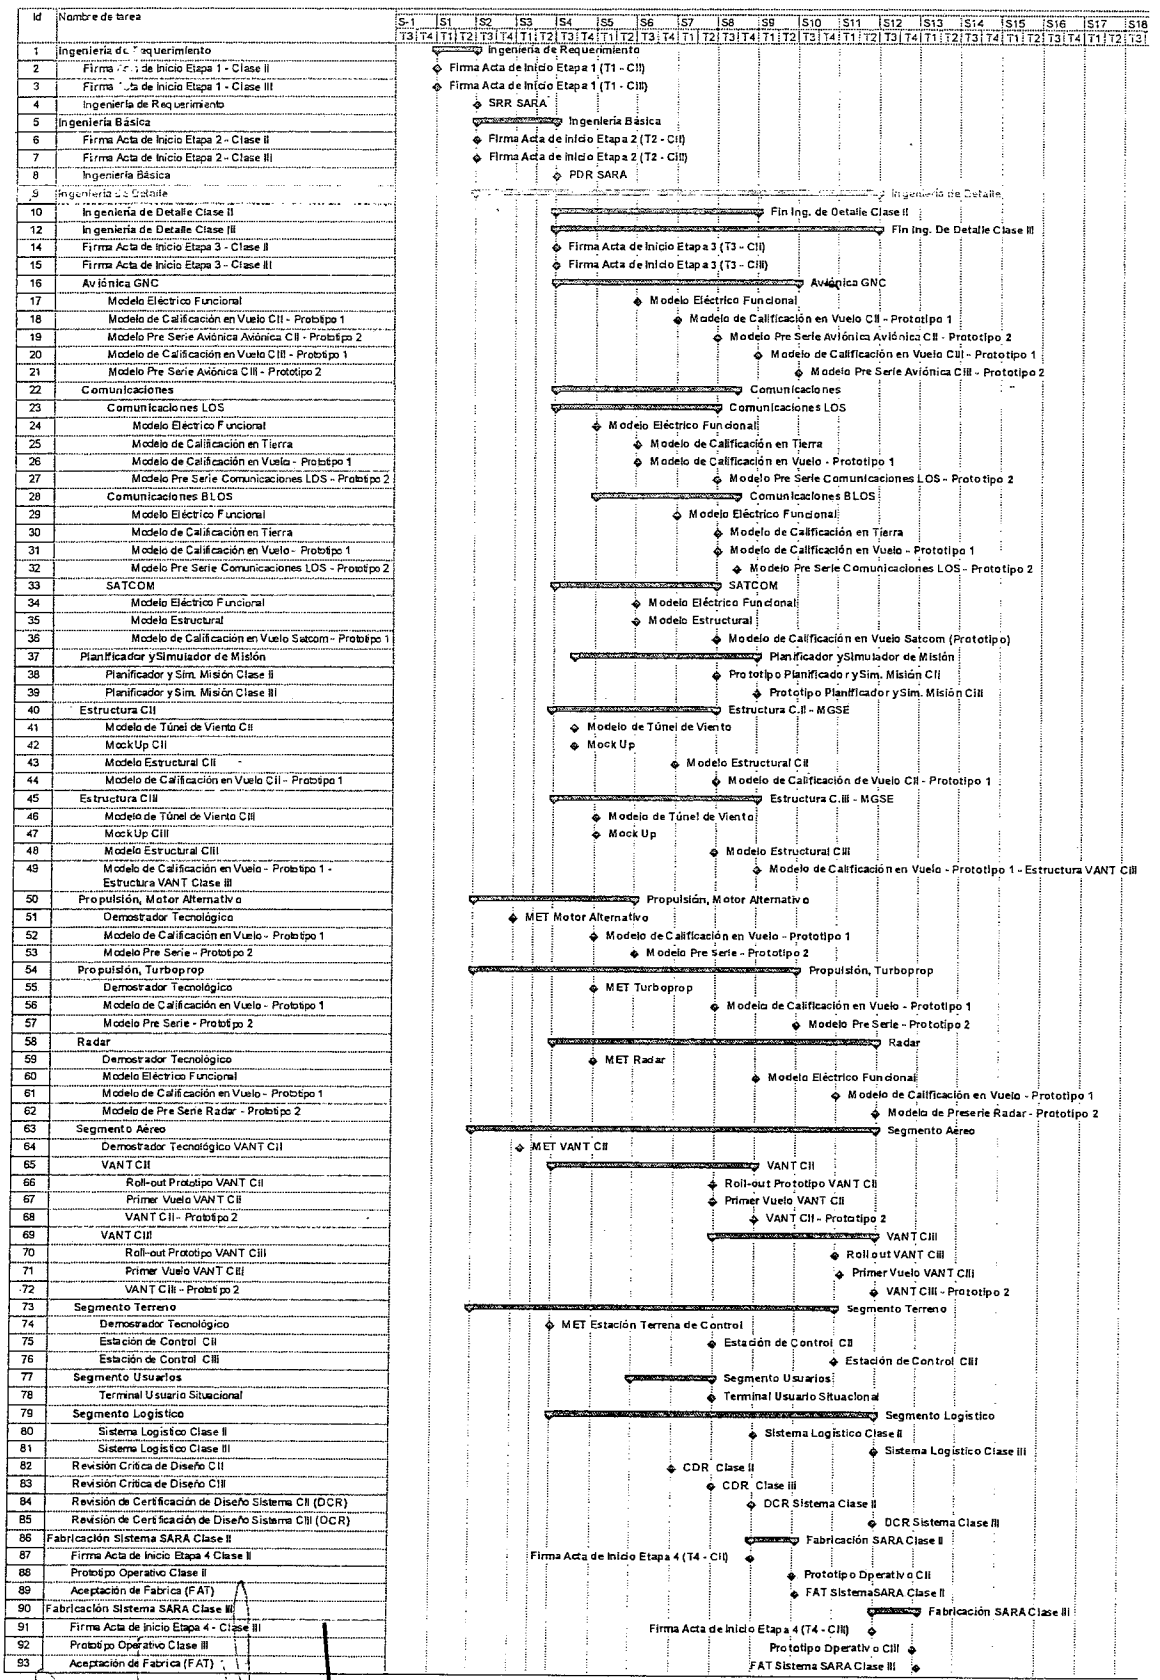 Id Nombre de tarea S-1 S1 S2 S3 S4 S5 S6 S7 S8 S9 S10 S11 S12 S13 S14 S15 S16 S17 S18
T3 T4 T1 T2 T3 T4 T1 T2 T3 T4 T1 T2 T3 T4 T1 T2 T3 T4 T1 T2 T3 T4 T1 T2 T3 T4 T1 T2 T3 T4 T1 T2 T3 T4 T1 T2 T3
1 Ingeniería de Requerimiento Ingeniería de Requerimiento
2 Firma Acta de Inicio Etapa 1 - Clase II Firma Acta de Inicio Etapa 1 (T1 - CII)
3 Firma Acta de Inicio Etapa 1 - Clase III Firma Acta de Inicio Etapa 1 (T1 - CIII)
4 Ingeniería de Requerimiento SRR SARA
5 Ingeniería Básica Ingeniería Básica
6 Firma Acta de Inicio Etapa 2 - Clase II Firma Acta de Inicio Etapa 2 (T2 - CII)
7 Firma Acta de Inicio Etapa 2 - Clase III Firma Acta de Inicio Etapa 2 (T2 - CIII)
8 Ingeniería Básica PDR SARA
9 Ingeniería de Detalle Ingeniería de Detalle
10 Ingeniería de Detalle Clase II Fin Ing. de Detalle Clase II
12 Ingeniería de Detalle Clase III Fin Ing. De Detalle Clase III
14 Firma Acta de Inicio Etapa 3 - Clase II Firma Acta de Inicio Etapa 3 (T3 - CII)
15 Firma Acta de Inicio Etapa 3 - Clase III Firma Acta de Inicio Etapa 3 (T3 - CIII)
16 Aviónica GNC Aviónica GNC
17 Modelo Eléctrico Funcional Modelo Eléctrico Funcional
18 Modelo de Calificación en Vuelo CII - Prototipo 1 Modelo de Calificación en Vuelo CII - Prototipo 1
19 Modelo Pre Serie Aviónica Aviónica CII - Prototipo 2 Modelo Pre Serie Aviónica Aviónica CII - Prototipo 2
20 Modelo de Calificación en Vuelo CIII - Prototipo 1 Modelo de Calificación en Vuelo CIII - Prototipo 1
21 Modelo Pre Serie Aviónica CIII - Prototipo 2 Modelo Pre Serie Aviónica CIII - Prototipo 2
22 Comunicaciones Comunicaciones
23 Comunicaciones LOS Comunicaciones LOS
24 Modelo Eléctrico Funcional Modelo Eléctrico Funcional
25 Modelo de Calificación en Tierra Modelo de Calificación en Tierra
26 Modelo de Calificación en Vuelo - Prototipo 1 Modelo de Calificación en Vuelo - Prototipo 1
27 Modelo Pre Serie Comunicaciones LOS - Prototipo 2 Modelo Pre Serie Comunicaciones LOS - Prototipo 2
28 Comunicaciones BLOS Comunicaciones BLOS
29 Modelo Eléctrico Funcional Modelo Eléctrico Funcional
30 Modelo de Calificación en Tierra Modelo de Calificación en Tierra
31 Modelo de Calificación en Vuelo - Prototipo 1 Modelo de Calificación en Vuelo - Prototipo 1
32 Modelo Pre Serie Comunicaciones LOS - Prototipo 2 Modelo Pre Serie Comunicaciones LOS - Prototipo 2
33 SATCOM SATCOM
34 Modelo Eléctrico Funcional Modelo Eléctrico Funcional
35 Modelo Estructural Modelo Estructural
36 Modelo de Calificación en Vuelo Satcom - Prototipo 1 Modelo de Calificación en Vuelo Satcom (Prototipo)
37 Planificador y Simulador de Misión Planificador y Simulador de Misión
38 Planificador y Sim. Misión Clase II Prototipo Planificador y Sim. Misión CII
39 Planificador y Sim. Misión Clase III Prototipo Planificador y Sim. Misión CIII
40 Estructura CII Estructura C.II - MGSE
41 Modelo de Túnel de Viento CII Modelo de Túnel de Viento
42 MockUp CII MockUp
43 Modelo Estructural CII Modelo Estructural CII
44 Modelo de Calificación en Vuelo CII - Prototipo 1 Modelo de Calificación de Vuelo CII - Prototipo 1
45 Estructura CIII Estructura C.III - MGSE
46 Modelo de Túnel de Viento CIII Modelo de Túnel de Viento
47 MockUp CIII MockUp
48 Modelo Estructural CIII Modelo Estructural CIII
49 Modelo de Calificación en Vuelo - Prototipo 1 - Modelo de Calificación en Vuelo - Prototipo 1 - Estructura VANT CIII
Estructura VANT Clase III
50 Propulsión, Motor Alternativo Propulsión, Motor Alternativo
51 Demostrador Tecnológico MET Motor Alternativo
52 Modelo de Calificación en Vuelo - Prototipo 1 Modelo de Calificación en Vuelo - Prototipo 1
53 Modelo Pre Serie - Prototipo 2 Modelo Pre Serie - Prototipo 2
54 Propulsión, Turboprop Propulsión, Turboprop
55 Demostrador Tecnológico MET Turboprop
56 Modelo de Calificación en Vuelo - Prototipo 1 Modelo de Calificación en Vuelo - Prototipo 1
57 Modelo Pre Serie - Prototipo 2 Modelo Pre Serie - Prototipo 2
58 Radar Radar
59 Demostrador Tecnológico MET Radar
60 Modelo Eléctrico Funcional Modelo Eléctrico Funcional
61 Modelo de Calificación en Vuelo - Prototipo 1 Modelo de Calificación en Vuelo - Prototipo 1
62 Modelo de Pre Serie Radar - Prototipo 2 Modelo de Preserie Radar - Prototipo 2
63 Segmento Aéreo Segmento Aéreo
64 Demostrador Tecnológico VANT CII MET VANT CII
65 VANT CII VANT CII
66 Roll-out Prototipo VANT CII Roll-out Prototipo VANT CII
67 Primer Vuelo VANT CII Primer Vuelo VANT CII
68 VANT CII - Prototipo 2 VANT CII - Prototipo 2
69 VANT CIII VANT CIII
70 Roll-out Prototipo VANT CIII Roll out VANT CIII
71 Primer Vuelo VANT CIII Primer Vuelo VANT CIII
72 VANT CIII - Prototipo 2 VANT CIII - Prototipo 2
73 Segmento Terreno Segmento Terreno
74 Demostrador Tecnológico MET Estación Terrena de Control
75 Estación de Control CII Estación de Control CII
76 Estación de Control CIII Estación de Control CIII
77 Segmento Usuarios Segmento Usuarios
78 Terminal Usuario Situacional Terminal Usuario Situacional
79 Segmento Logístico Segmento Logístico
80 Sistema Logístico Clase II Sistema Logístico Clase II
81 Sistema Logístico Clase III Sistema Logístico Clase III
82 Revisión Crítica de Diseño CII CDR Clase II
83 Revisión Crítica de Diseño CIII CDR Clase III
84 Revisión de Certificación de Diseño Sistema CII (DCR) DCR Sistema Clase II
85 Revisión de Certificación de Diseño Sistema CIII (DCR) DCR Sistema Clase III
86 Fabricación Sistema SARA Clase II Fabricación SARA Clase II
87 Firma Acta de Inicio Etapa 4 Clase II Firma Acta de Inicio Etapa 4 (T4 - CII)
88 Prototipo Operativo Clase II Prototipo Operativo CII
89 Aceptación de Fabrica (FAT) FAT SistemaSARA Clase II
90 Fabricación Sistema SARA Clase III Fabricación SARA Clase III
91 Firma Acta de Inicio Etapa 4 - Clase III Firma Acta de Inicio Etapa 4 (T4 - CIII)
92 Prototipo Operativo Clase III Prototipo Operativo CIII
93 Aceptación de Fabrica (FAT) FAT Sistema SARA Clase III